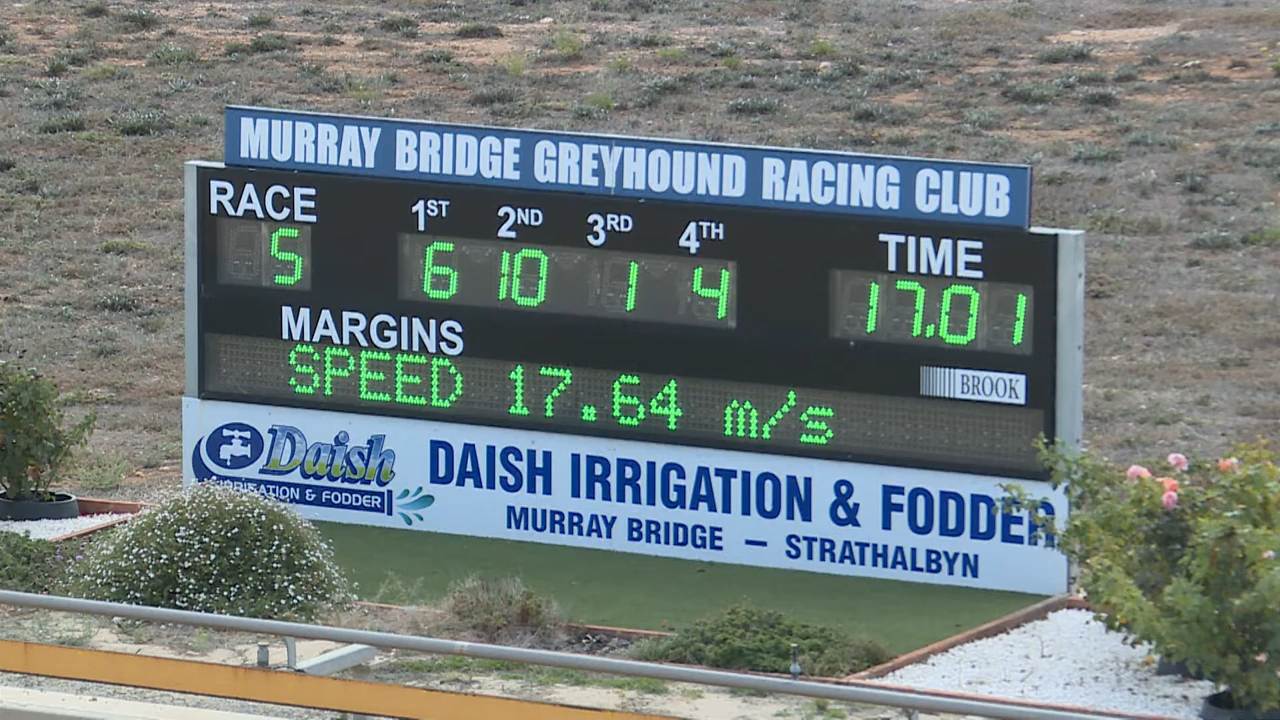 MURRAY BRIDGE GREYHOUND RACING CLUB
RACE 1ST 2ND 3RD 4TH TIME
5 6 10 1 4 17.01
MARGINS
SPEED 17.64 m/s
BROOK
Daish
IRRIGATION & FODDER
DAISH IRRIGATION & FODDER
MURRAY BRIDGE – STRATHALBYN